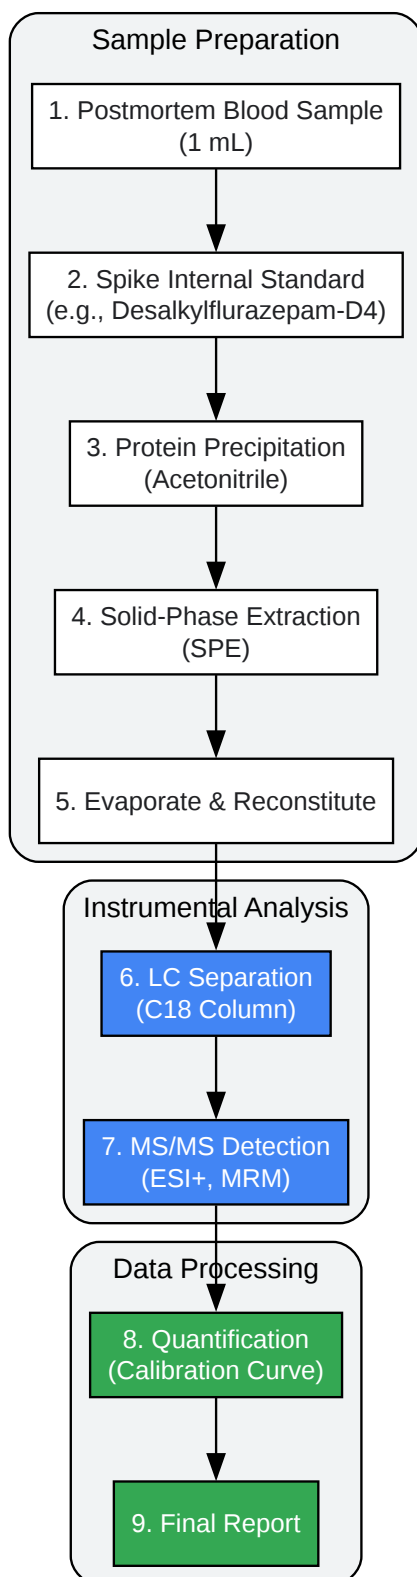 Sample Preparation
1. Postmortem Blood Sample
(1 mL)
2. Spike Internal Standard
(e.g., Desalkylflurazepam-D4)
3. Protein Precipitation
(Acetonitrile)
4. Solid-Phase Extraction
(SPE)
5. Evaporate & Reconstitute
Instrumental Analysis
6. LC Separation
(C18 Column)
7. MS/MS Detection
(ESI+, MRM)
Data Processing
8. Quantification
(Calibration Curve)
9. Final Report